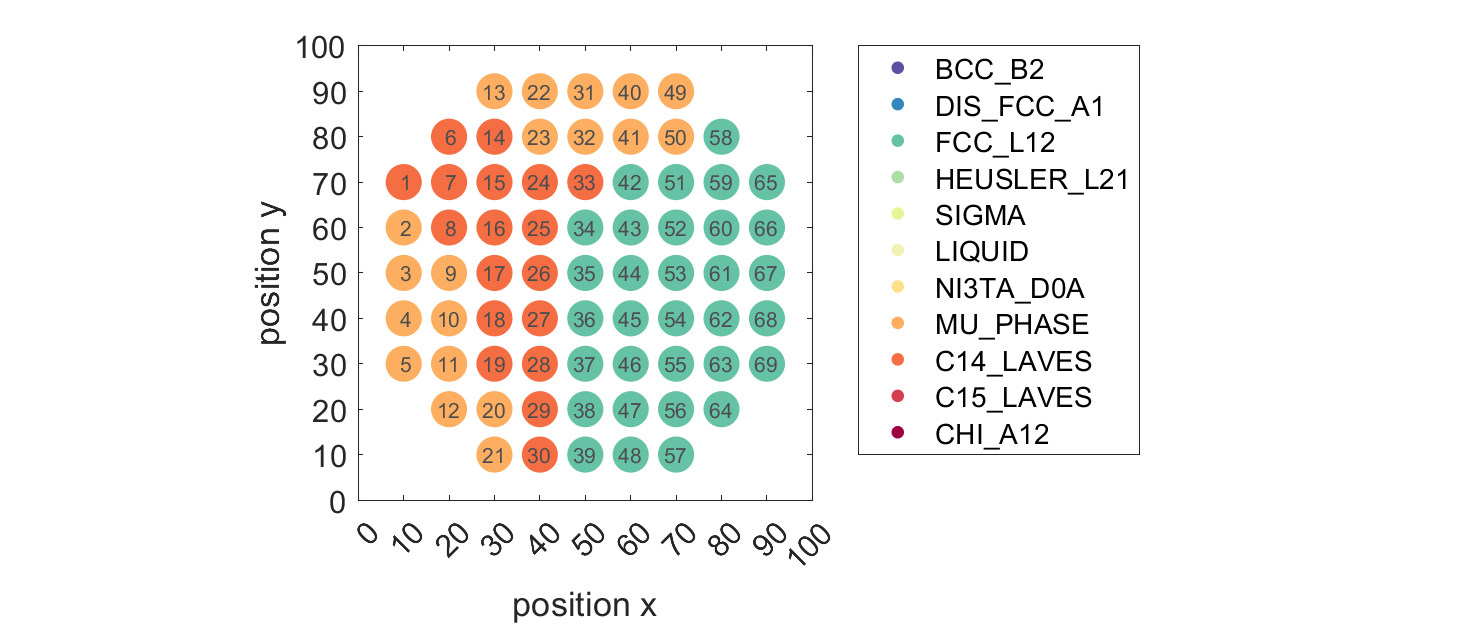 100
90
80
70
60
50
40
30
20
10
0
position y
13 22 31 40 49
6 14 23 32 41 50 58
1 7 15 24 33 42 51 59 65
2 8 16 25 34 43 52 60 66
3 9 17 26 35 44 53 61 67
4 10 18 27 36 45 54 62 68
5 11 19 28 37 46 55 63 69
12 20 29 38 47 56 64
21 30 39 48 57
0 10 20 30 40 50 60 70 80 90 100
position x
BCC_B2
DIS_FCC_A1
FCC_L12
HEUSLER_L21
SIGMA
LIQUID
NI3TA_D0A
MU_PHASE
C14_LAVES
C15_LAVES
CHI_A12